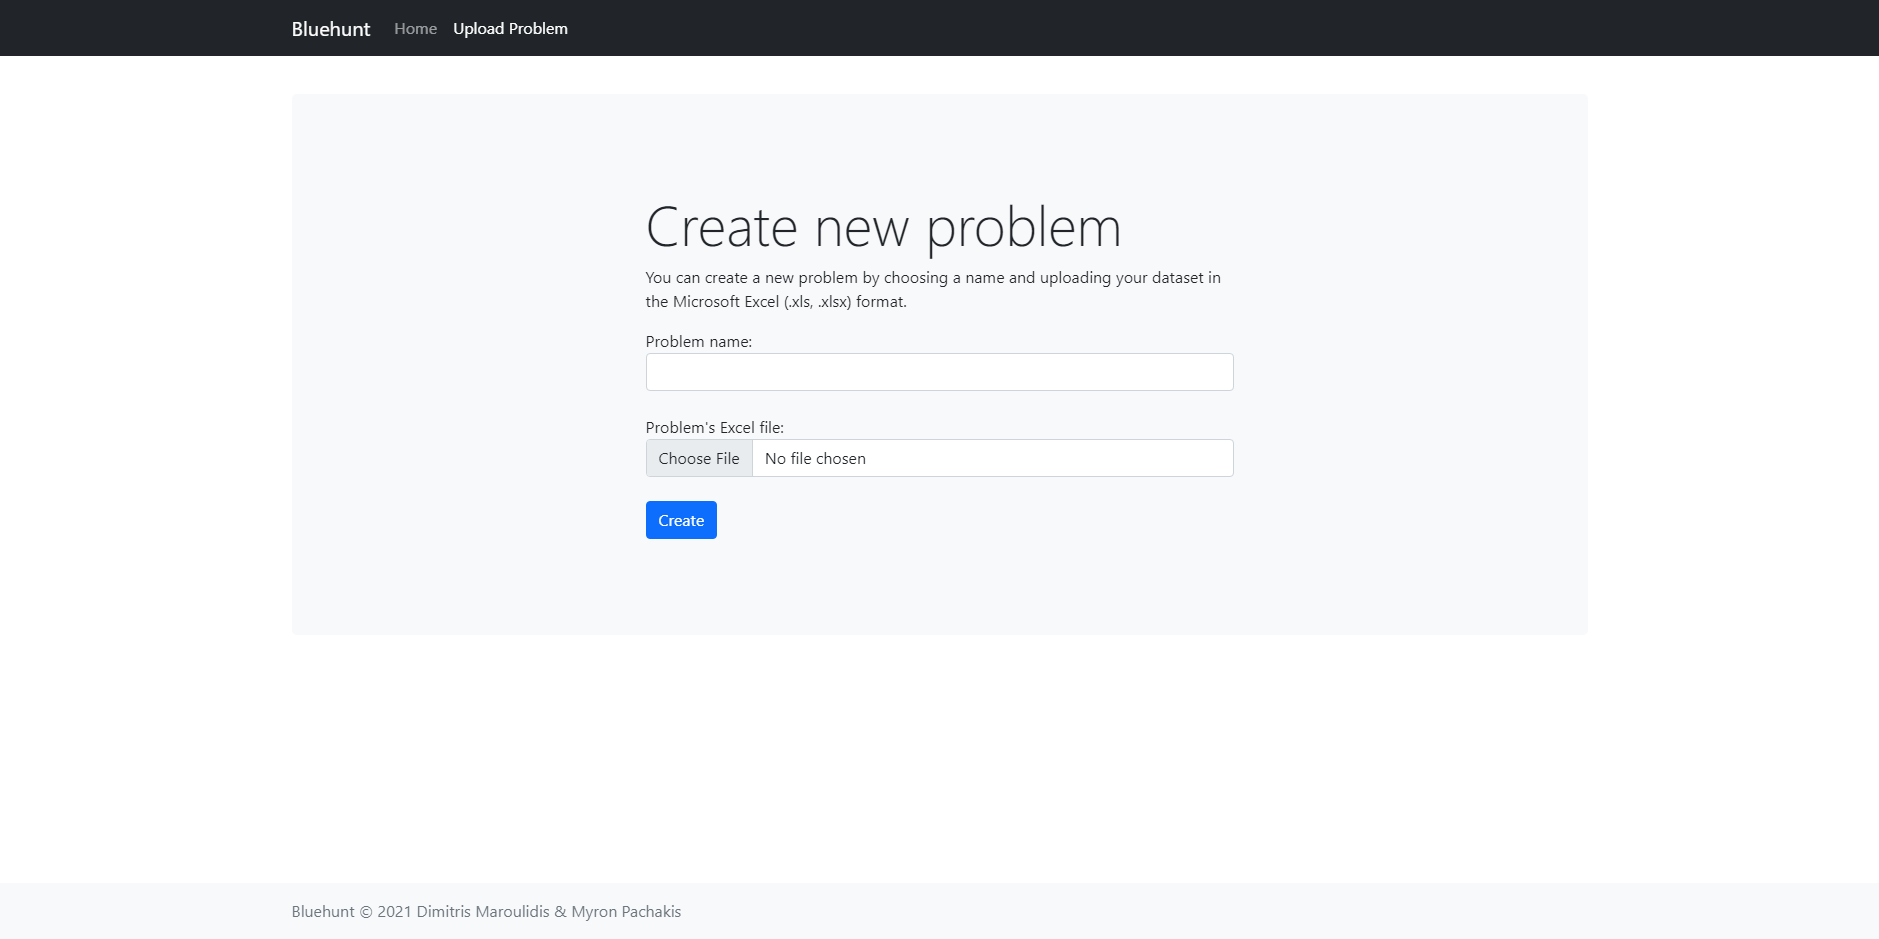 Bluehunt Home Upload Problem
Create new problem
You can create a new problem by choosing a name and uploading your dataset in
the Microsoft Excel (.xls, .xlsx) format.
Problem name:
Problem's Excel file:
Choose File No file chosen
Create
Bluehunt © 2021 Dimitris Maroulidis & Myron Pachakis